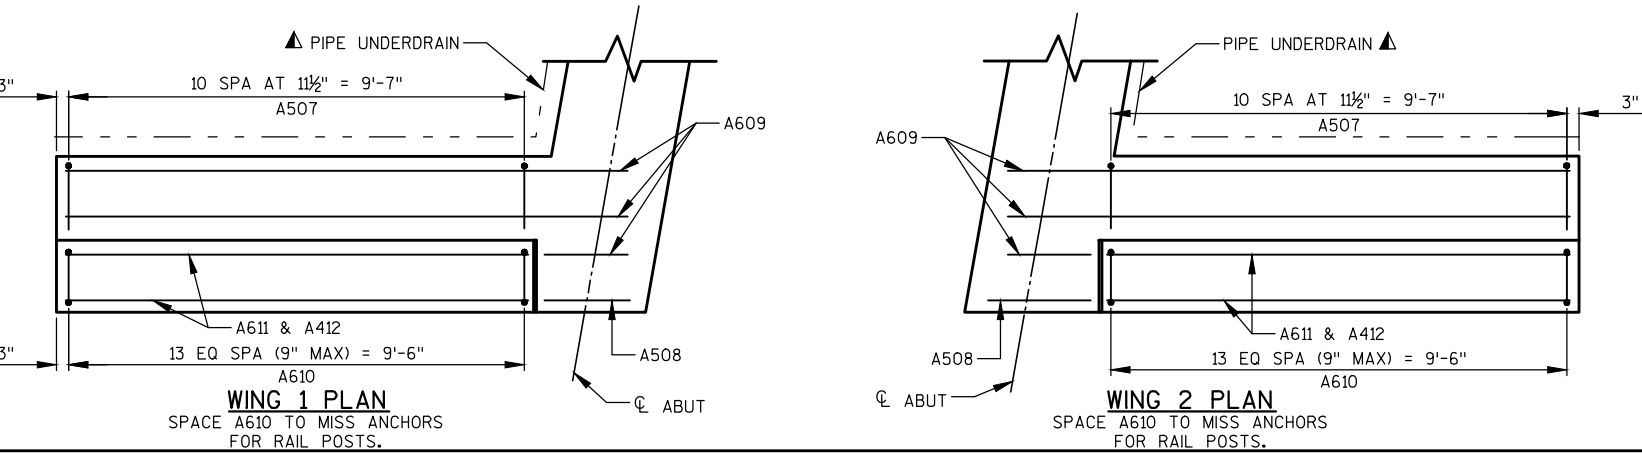 PIPE UNDERDRAIN
3"
10 SPA AT 11½" = 9'-7"
A507
A609
A611 & A412
3"
13 EQ SPA (9" MAX) = 9'-6"
A610
A508
℄ ABUT
WING 1 PLAN
SPACE A610 TO MISS ANCHORS
FOR RAIL POSTS.
PIPE UNDERDRAIN
10 SPA AT 11½" = 9'-7"
3"
A507
A609
A611 & A412
A508
13 EQ SPA (9" MAX) = 9'-6"
A610
℄ ABUT
WING 2 PLAN
SPACE A610 TO MISS ANCHORS
FOR RAIL POSTS.